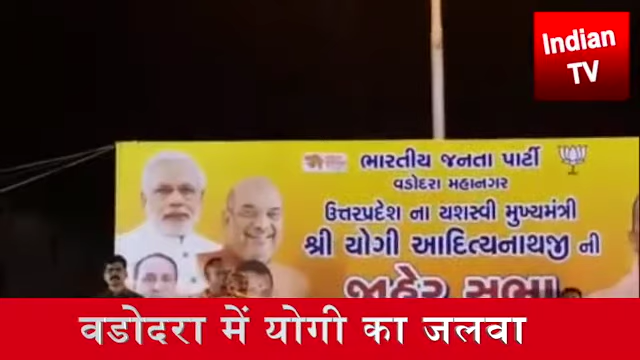 Indian
TV
ભારતીય જનતા પાર્ટી
વડોદરા મહાનગર
ઉત્તરપ્રદેશ ના યશસ્વી મુખ્યમંત્રી
શ્રી યોગી આદિત્યનાથજી ની
જાહેર સભા
वडोदरा में योगी का जलवा